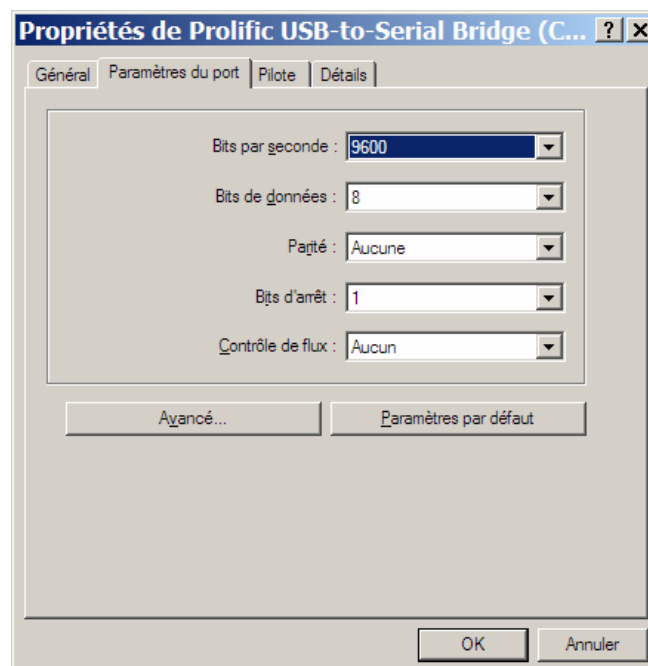 Propriétés de Prolific USB-to-Serial Bridge (C...
Général Paramètres du port Pilote Détails
Bits par seconde : 9600
Bits de données : 8
Parité : Aucune
Bits d'arrêt : 1
Contrôle de flux : Aucun
Avancé... Paramètres par défaut
OK Annuler